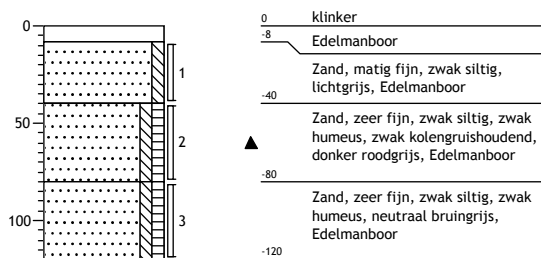 0
50
100
1
2
3
0 klinker
-8
Edelmanboor
Zand, matig fijn, zwak siltig,
lichtgrijs, Edelmanboor
-40
Zand, zeer fijn, zwak siltig, zwak
humeus, zwak kolengruishoudend,
donker roodgrijs, Edelmanboor
-80
Zand, zeer fijn, zwak siltig, zwak
humeus, neutraal bruingrijs,
Edelmanboor
-120